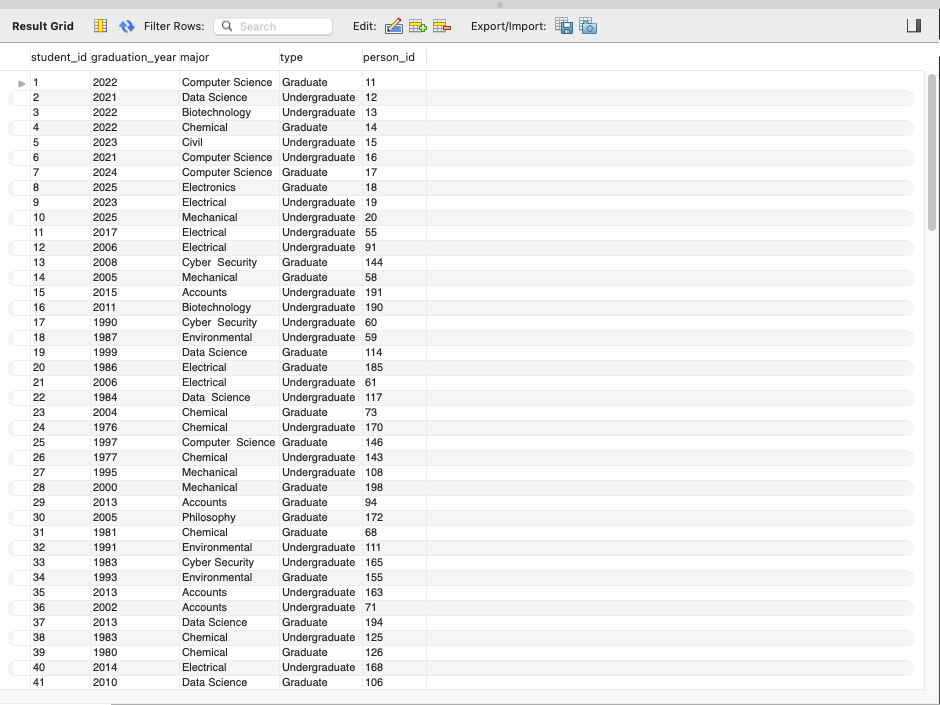 Result Grid Filter Rows: Search Edit: Export/Import:
student_id graduation_year major type person_id
1 2022 Computer Science Graduate 11
2 2021 Data Science Undergraduate 12
3 2022 Biotechnology Undergraduate 13
4 2022 Chemical Graduate 14
5 2023 Civil Undergraduate 15
6 2021 Computer Science Undergraduate 16
7 2024 Computer Science Graduate 17
8 2025 Electronics Graduate 18
9 2023 Electrical Undergraduate 19
10 2025 Mechanical Undergraduate 20
11 2017 Electrical Undergraduate 55
12 2006 Electrical Undergraduate 91
13 2008 Cyber  Security Graduate 144
14 2005 Mechanical Graduate 58
15 2015 Accounts Undergraduate 191
16 2011 Biotechnology Undergraduate 190
17 1990 Cyber  Security Undergraduate 60
18 1987 Environmental Undergraduate 59
19 1999 Data Science Graduate 114
20 1986 Electrical Graduate 185
21 2006 Electrical Undergraduate 61
22 1984 Data  Science Undergraduate 117
23 2004 Chemical Graduate 73
24 1976 Chemical Undergraduate 170
25 1997 Computer  Science Graduate 146
26 1977 Chemical Undergraduate 143
27 1995 Mechanical Undergraduate 108
28 2000 Mechanical Graduate 198
29 2013 Accounts Graduate 94
30 2005 Philosophy Graduate 172
31 1981 Chemical Graduate 68
32 1991 Environmental Undergraduate 111
33 1983 Cyber Security Undergraduate 165
34 1993 Environmental Graduate 155
35 2013 Accounts Undergraduate 163
36 2002 Accounts Undergraduate 71
37 2013 Data Science Graduate 194
38 1983 Chemical Undergraduate 125
39 1980 Chemical Graduate 126
40 2014 Electrical Undergraduate 168
41 2010 Data Science Graduate 106